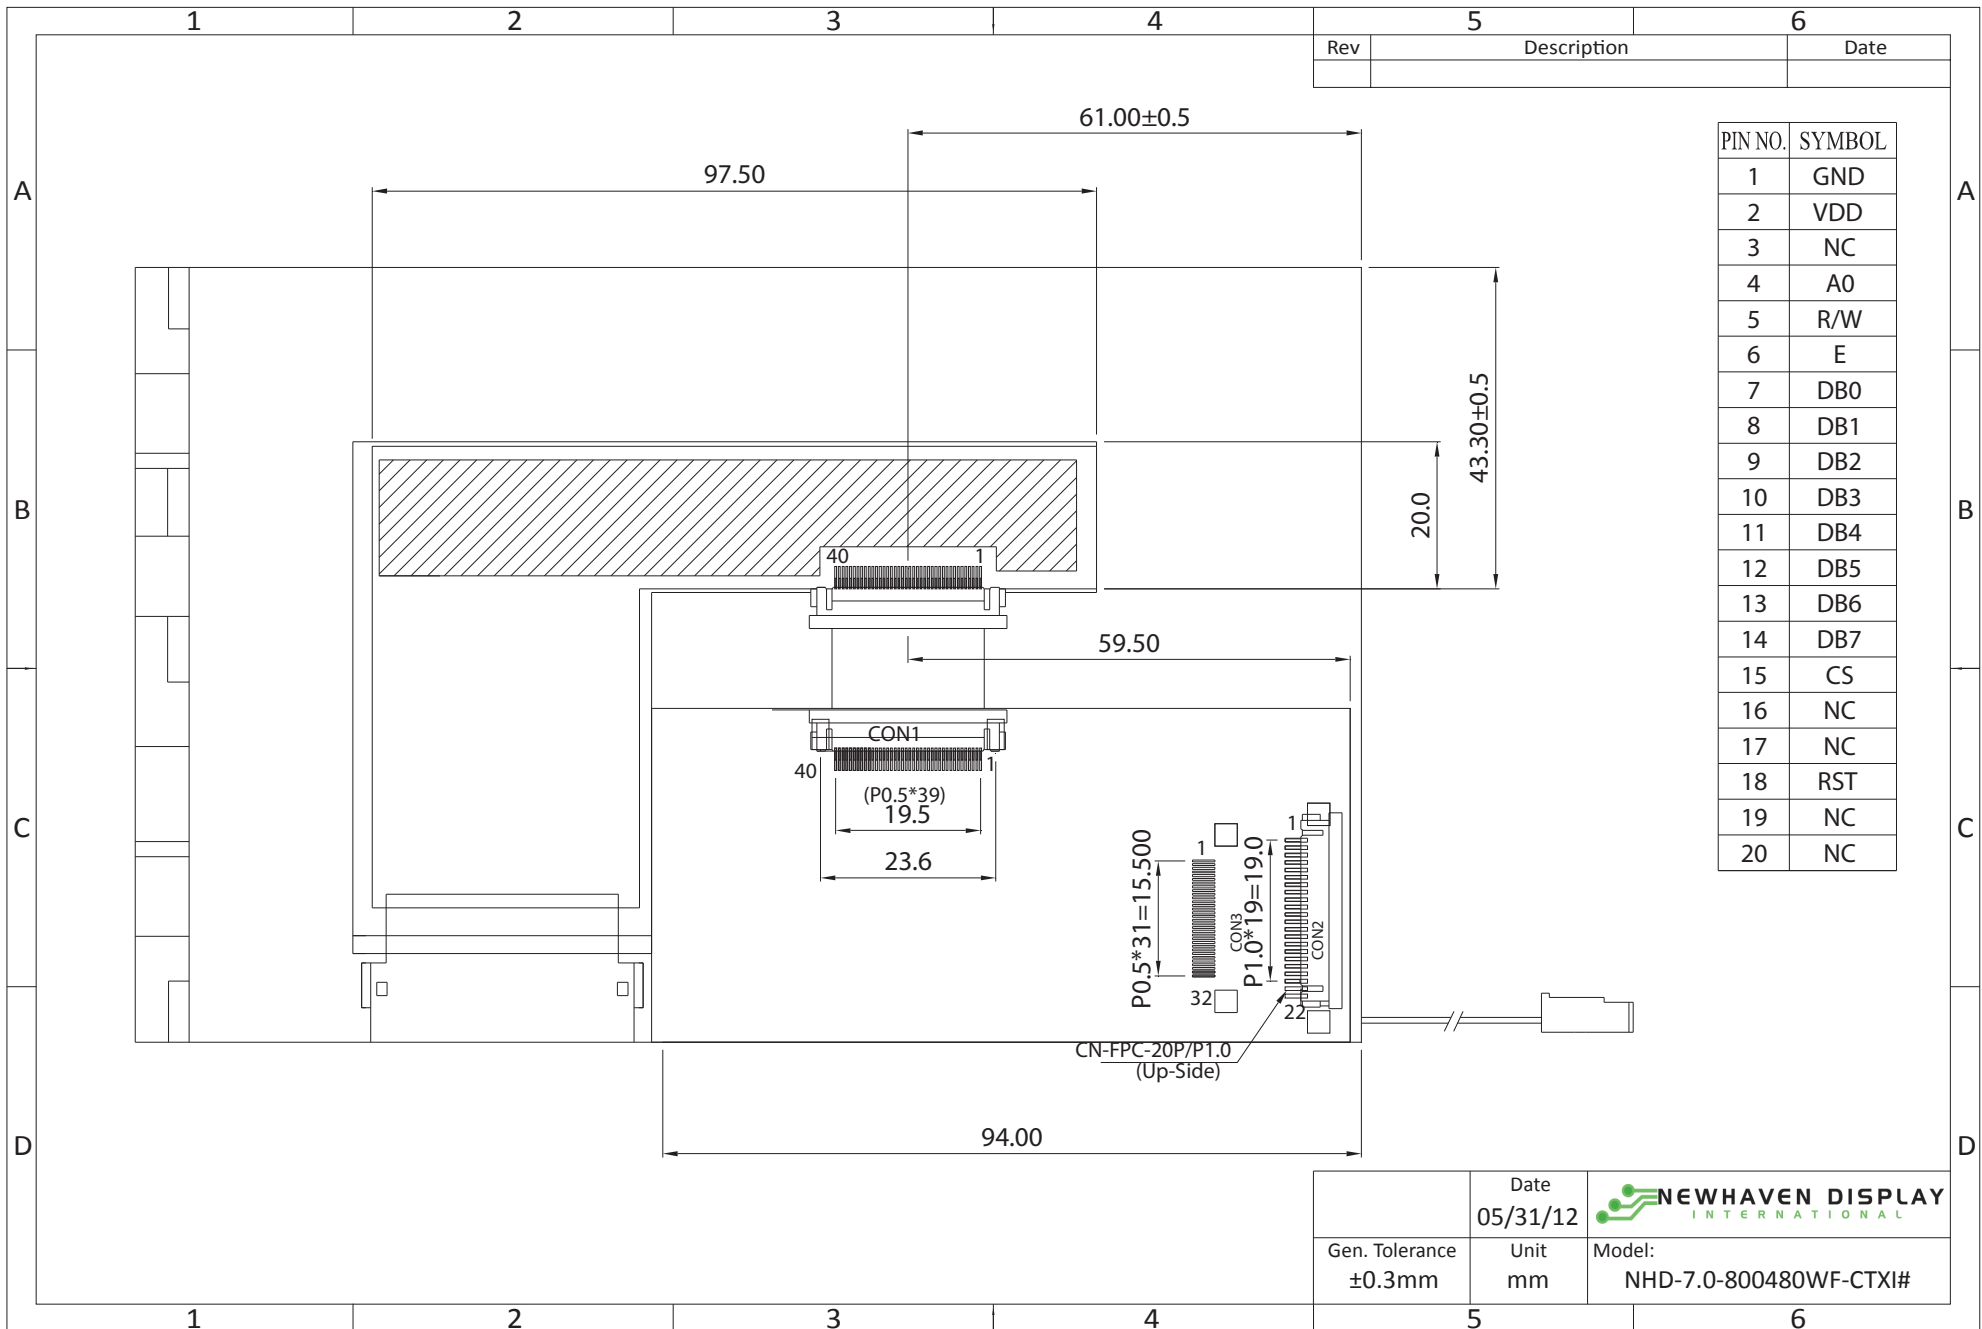 1 2 3 4 5 6
Rev Description Date
61.00±0.5
97.50
A A
PIN NO. SYMBOL
1 GND
2 VDD
3 NC
4 A0
5 R/W
6 E
7 DB0
8 DB1
9 DB2
10 DB3
11 DB4
12 DB5
13 DB6
14 DB7
15 CS
16 NC
17 NC
18 RST
19 NC
20 NC
43.30±0.5
20.0
B B
40 1
59.50
CON1
40 1
(P0.5*39)
19.5
23.6
C C
P0.5*31=15.500
1
32
CON3
P1.0*19=19.0
1
CON2
22
CN-FPC-20P/P1.0
(Up-Side)
94.00
D D
Date
05/31/12
NEWHAVEN DISPLAY
INTERNATIONAL
Gen. Tolerance
±0.3mm
Unit
mm
Model:
NHD-7.0-800480WF-CTXI#
1 2 3 4 5 6